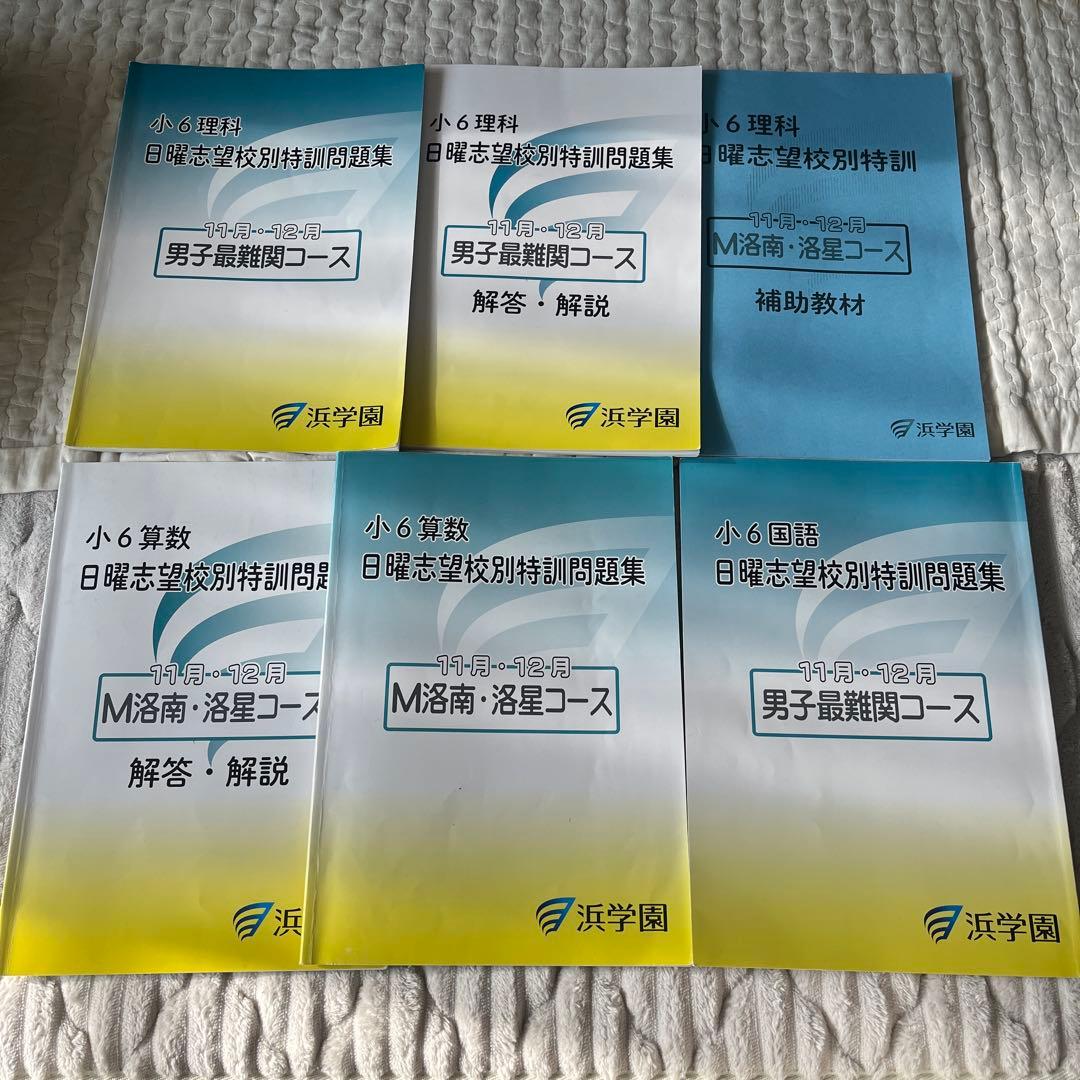 小6理科
日曜志望校別特訓問題集
11月・12月
男子最難関コース
浜学園
小6理科
日曜志望校別特訓問題集
11月・12月
男子最難関コース
解答・解説
浜学園
小6理科
日曜志望校別特訓
11月・12月
M洛南・洛星コース
補助教材
浜学園
小6算数
日曜志望校別特訓問題
11月・12月
M洛南・洛星コース
解答・解説
浜学
小6算数
日曜志望校別特訓問題集
11月・12月
M洛南・洛星コース
浜学園
小6国語
日曜志望校別特訓問題集
11月・12月
男子最難関コース
浜学園